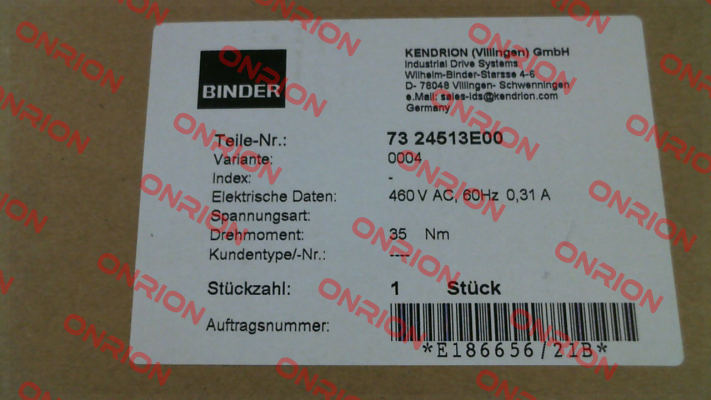 BINDER
KENDRION (Villingen) GmbH
Industrial Drive Systems
Wilhelm-Binder-Starsse 4-6
D- 78048 Villingen- Schwenningen
e.Mail: sales-ids@kendrion.com
Germany
Teile-Nr.: 73 24513E00
Variante: 0004
Index: -
Elektrische Daten: 460 V AC, 60Hz 0,31 A
Spannungsart:
Drehmoment: 35 Nm
Kundentype/-Nr.: ----
Stückzahl: 1 Stück
Auftragsnummer:
*E186656/21B*
ONRION